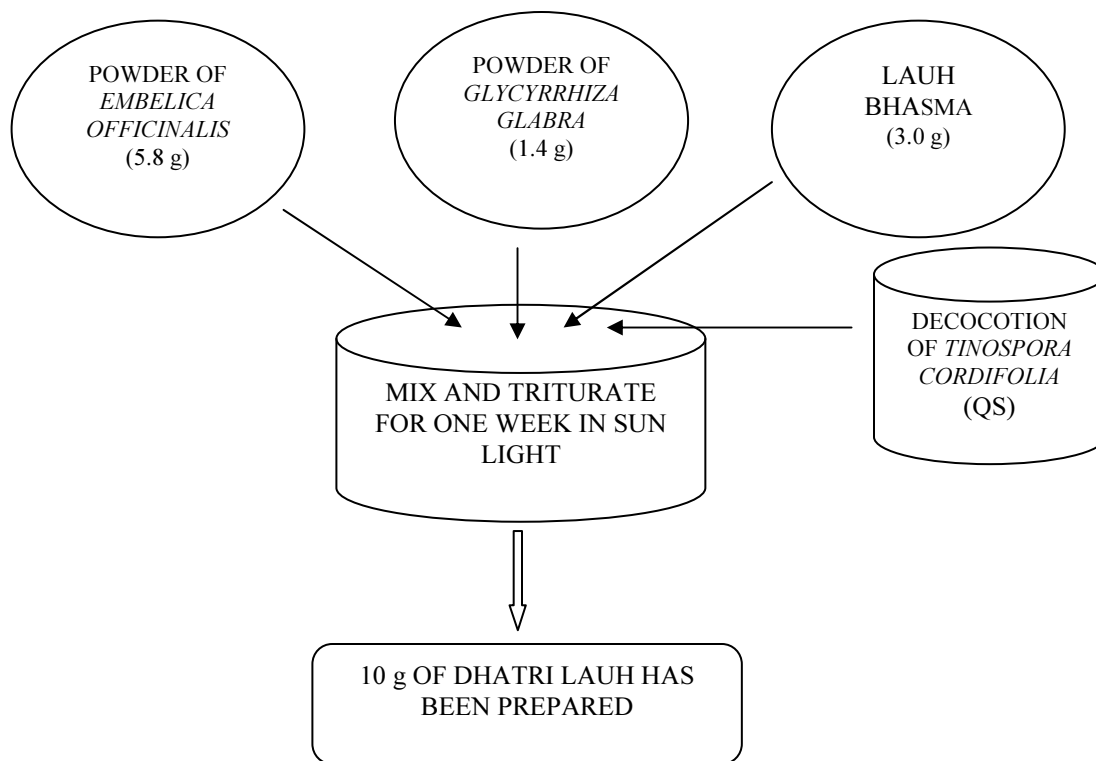 POWDER OF
EMBELICA
OFFICINALIS
(5.8 g)
POWDER OF
GLYCYRRHIZA
GLABRA
(1.4 g)
LAUH
BHASMA
(3.0 g)
DECOCOTION
OF TINOSPORA
CORDIFOLIA
(QS)
MIX AND TRITURATE
FOR ONE WEEK IN SUN
LIGHT
10 g OF DHATRI LAUH HAS
BEEN PREPARED